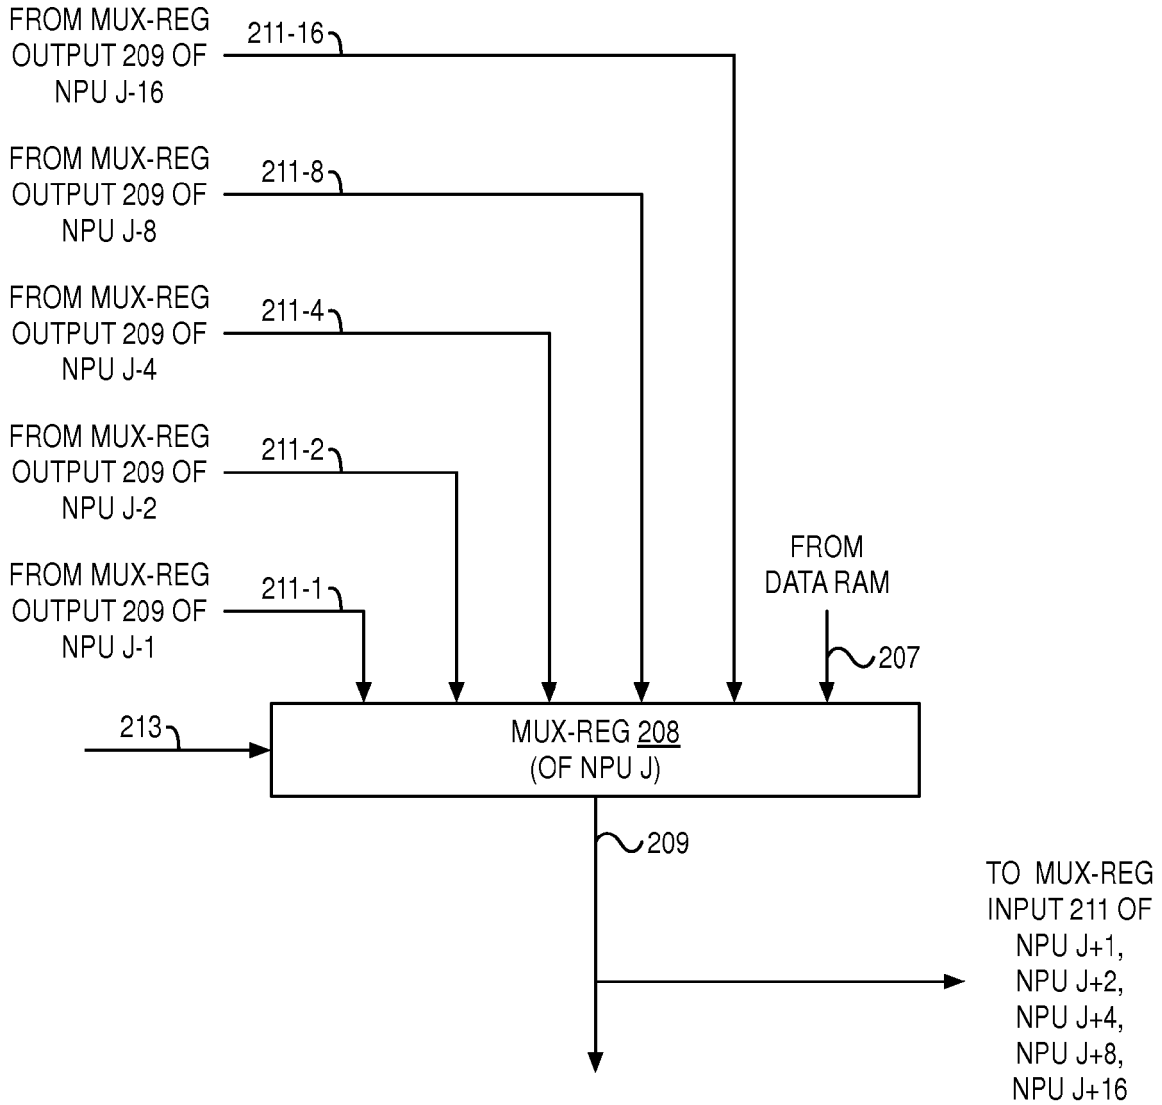 FROM MUX-REG
OUTPUT 209 OF
NPU J-16
211-16
FROM MUX-REG
OUTPUT 209 OF
NPU J-8
211-8
FROM MUX-REG
OUTPUT 209 OF
NPU J-4
211-4
FROM MUX-REG
OUTPUT 209 OF
NPU J-2
211-2
FROM MUX-REG
OUTPUT 209 OF
NPU J-1
211-1
FROM
DATA RAM
207
213
MUX-REG 208
(OF NPU J)
209
TO MUX-REG
INPUT 211 OF
NPU J+1,
NPU J+2,
NPU J+4,
NPU J+8,
NPU J+16